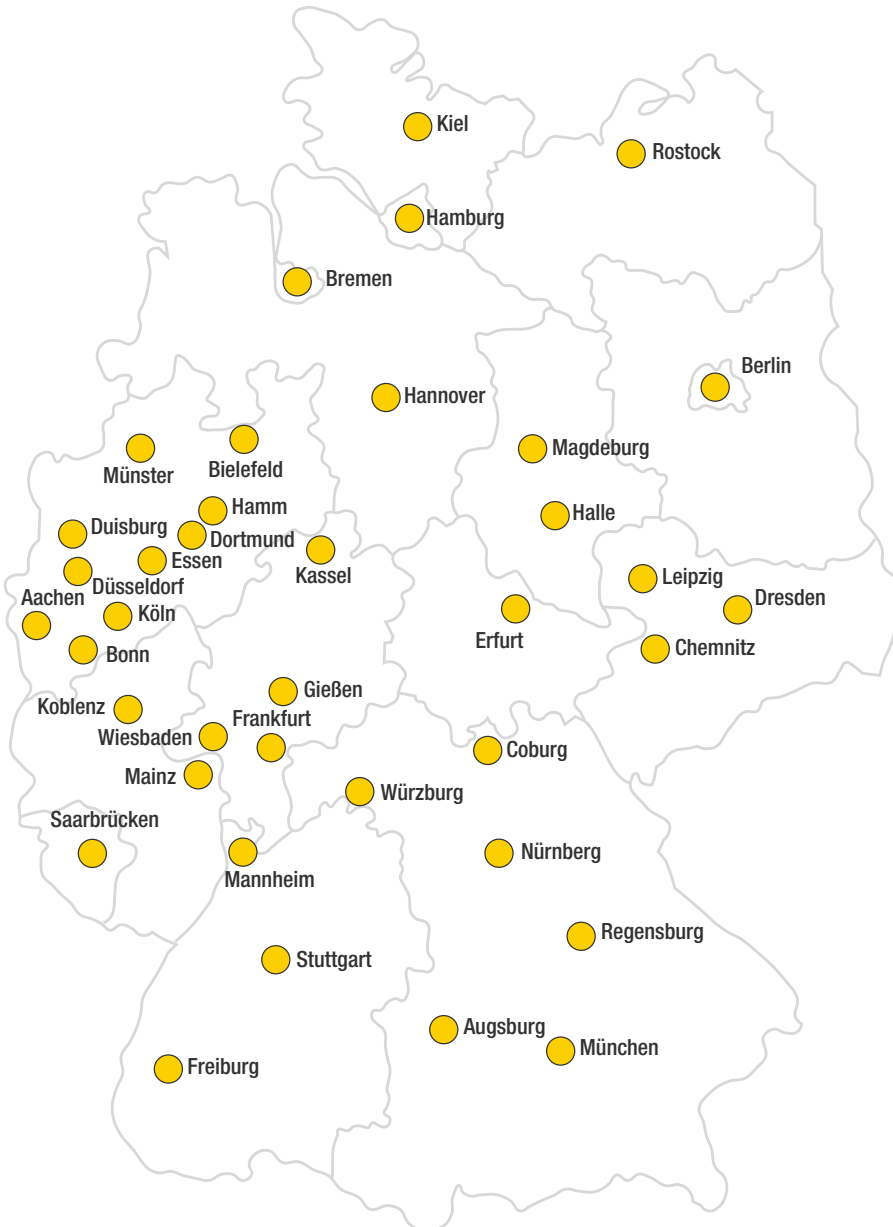 Kiel
Rostock
Hamburg
Bremen
Berlin
Hannover
Magdeburg
Münster
Bielefeld
Hamm
Halle
Duisburg
Dortmund
Essen
Kassel
Leipzig
Düsseldorf
Aachen
Dresden
Köln
Erfurt
Chemnitz
Bonn
Gießen
Koblenz
Frankfurt
Wiesbaden
Coburg
Mainz
Würzburg
Saarbrücken
Nürnberg
Mannheim
Regensburg
Stuttgart
Augsburg
München
Freiburg